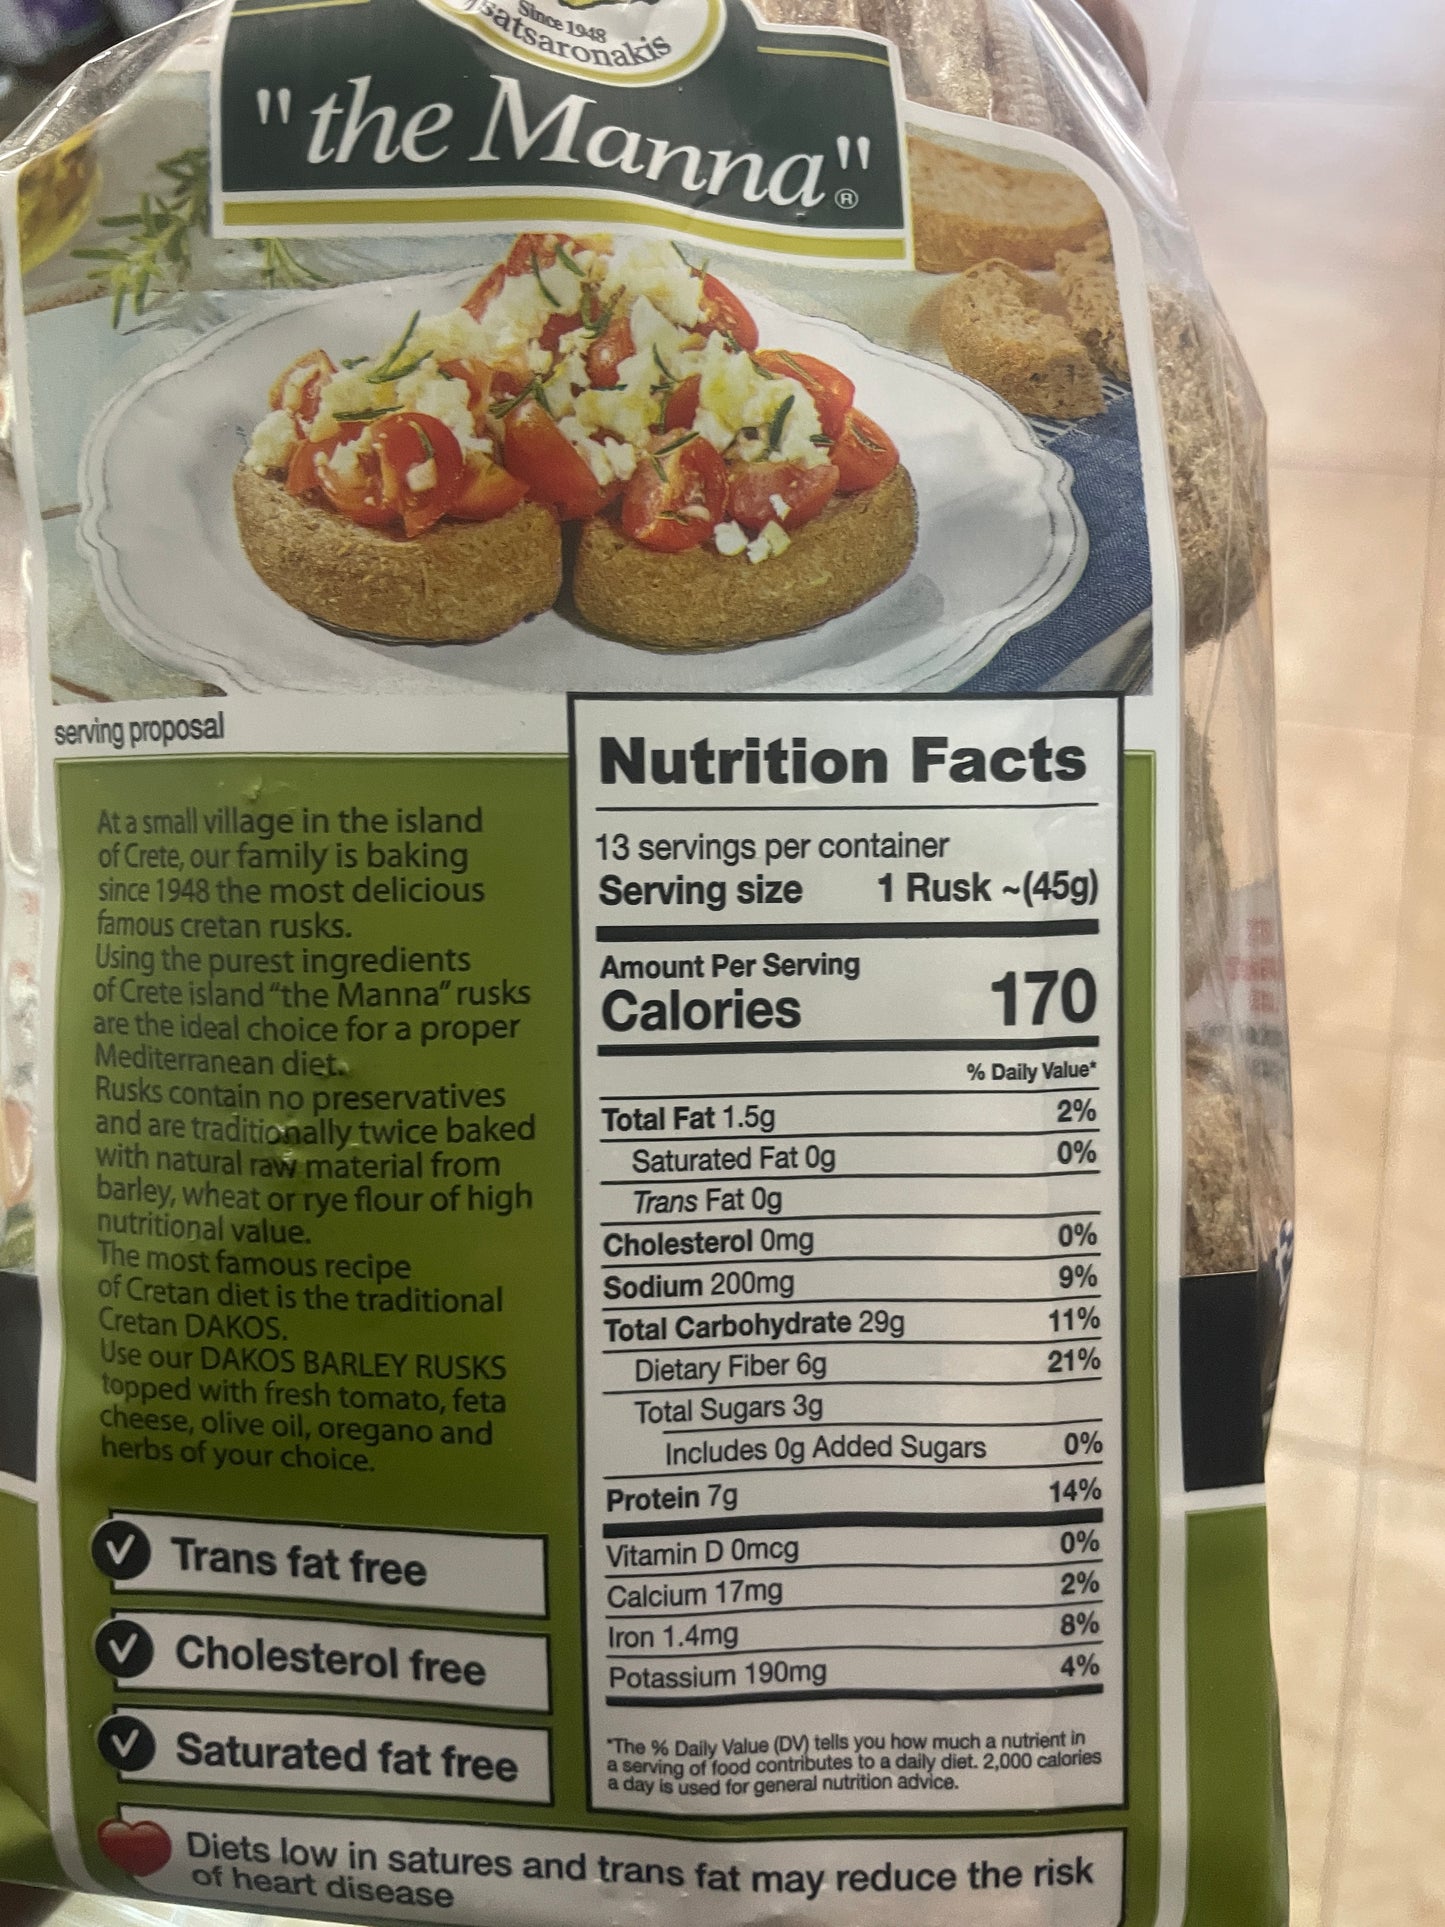 Since 1948
"the Manna"®
serving proposal
At a small village in the island
of Crete, our family is baking
since 1948 the most delicious
famous cretan rusks.
Using the purest ingredients
of Crete island "the Manna" rusks
are the ideal choice for a proper
Mediterranean diet.
Rusks contain no preservatives
and are traditionally twice baked
with natural raw material from
barley, wheat or rye flour of high
nutritional value.
The most famous recipe
of Cretan diet is the traditional
Cretan DAKOS.
Use our DAKOS BARLEY RUSKS
topped with fresh tomato, feta
cheese, olive oil, oregano and
herbs of your choice.
Trans fat free
Cholesterol free
Saturated fat free
Diets low in satures and trans fat may reduce the risk
of heart disease
Nutrition Facts
13 servings per container
Serving size 1 Rusk ~(45g)
Amount Per Serving
Calories 170
% Daily Value*
Total Fat 1.5g 2%
Saturated Fat 0g 0%
Trans Fat 0g
Cholesterol 0mg 0%
Sodium 200mg 9%
Total Carbohydrate 29g 11%
Dietary Fiber 6g 21%
Total Sugars 3g
Includes 0g Added Sugars 0%
Protein 7g 14%
Vitamin D 0mcg 0%
Calcium 17mg 2%
Iron 1.4mg 8%
Potassium 190mg 4%
*The % Daily Value (DV) tells you how much a nutrient in
a serving of food contributes to a daily diet. 2,000 calories
a day is used for general nutrition advice.